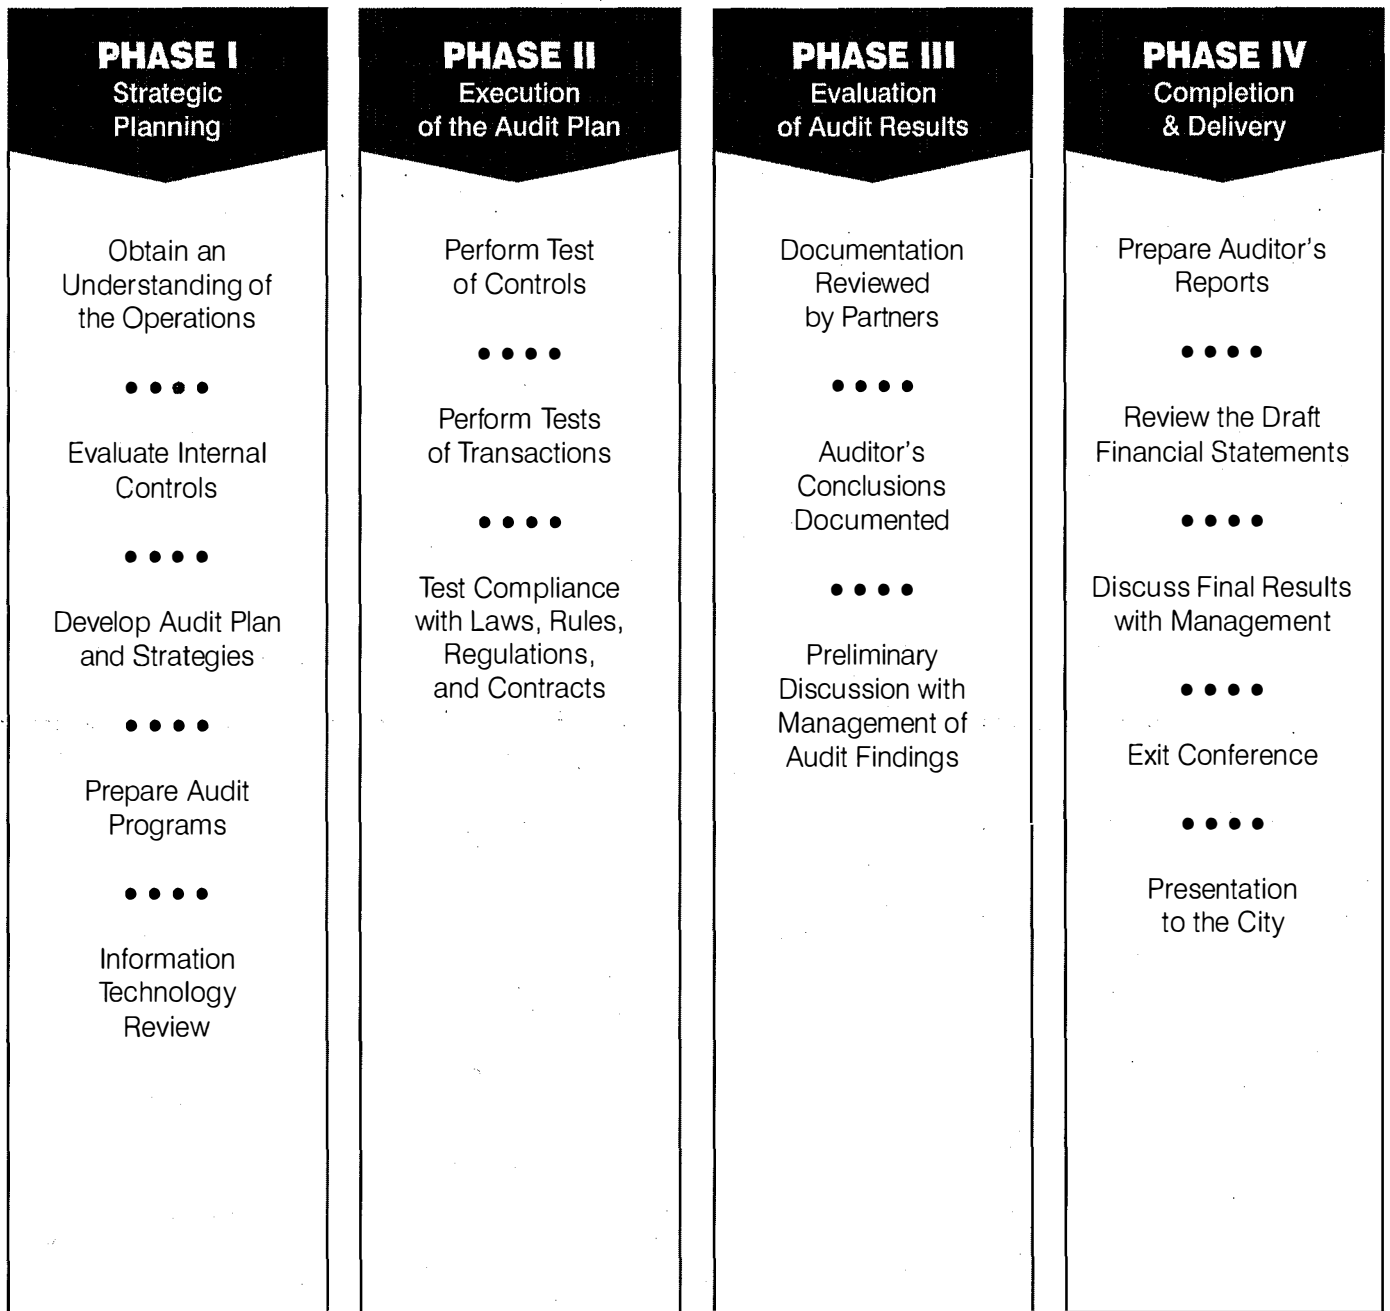 PHASE I
Strategic
Planning
Obtain an
Understanding of
the Operations
Evaluate Internal
Controls
Develop Audit Plan
and Strategies
Prepare Audit
Programs
Information
Technology
Review
PHASE II
Execution
of the Audit Plan
Perform Test
of Controls
Perform Tests
of Transactions
Test Compliance
with Laws, Rules,
Regulations,
and Contracts
PHASE III
Evaluation
of Audit Results
Documentation
Reviewed
by Partners
Auditor's
Conclusions
Documented
Preliminary
Discussion with
Management of
Audit Findings
PHASE IV
Completion
& Delivery
Prepare Auditor's
Reports
Review the Draft
Financial Statements
Discuss Final Results
with Management
Exit Conference
Presentation
to the City